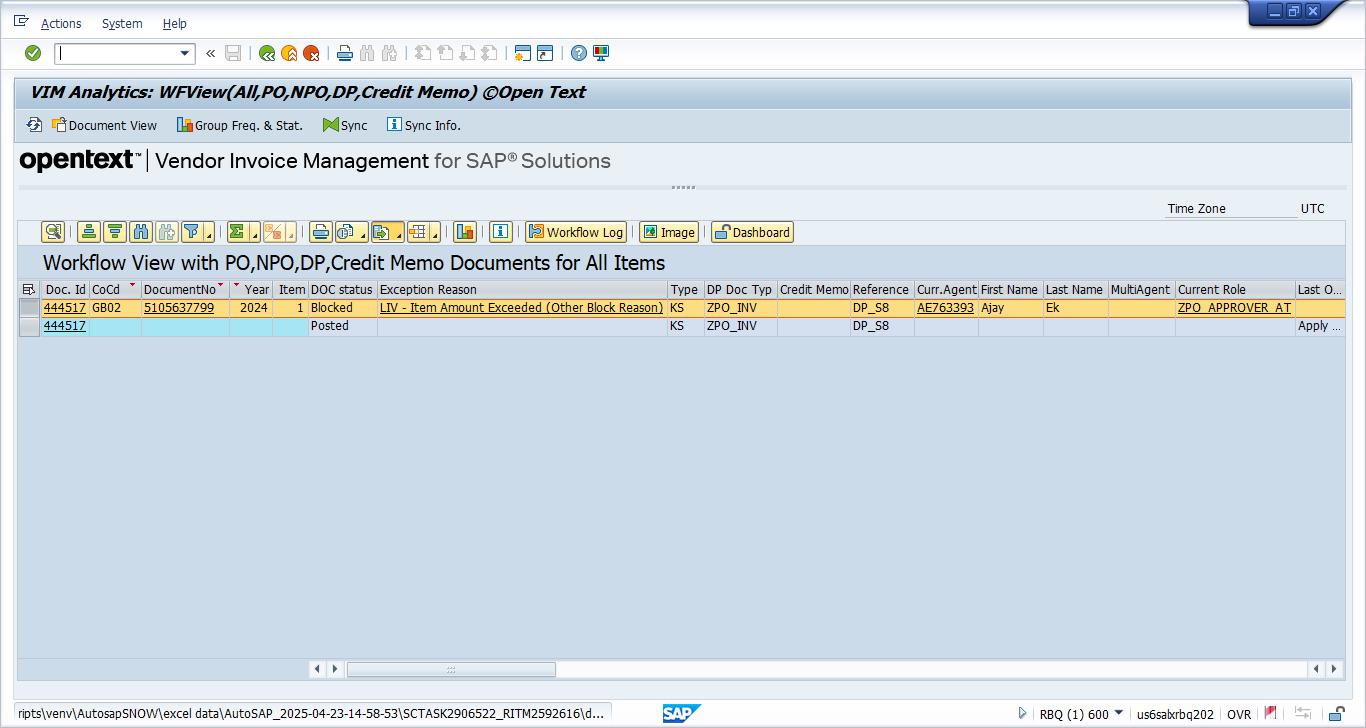 Actions System Help
VIM Analytics: WFView(All,PO,NPO,DP,Credit Memo) ©Open Text
Document View Group Freq. & Stat. Sync Sync Info.
opentext™ | Vendor Invoice Management for SAP® Solutions
Time Zone UTC
Workflow Log Image Dashboard
Workflow View with PO,NPO,DP,Credit Memo Documents for All Items
Doc. Id CoCd DocumentNo Year Item DOC status Exception Reason Type DP Doc Typ Credit Memo Reference Curr.Agent First Name Last Name MultiAgent Current Role Last O...
444517 GB02 5105637799 2024 1 Blocked LIV - Item Amount Exceeded (Other Block Reason) KS ZPO_INV DP_S8 AE763393 Ajay Ek ZPO_APPROVER_AT
444517 Posted KS ZPO_INV DP_S8 Apply ...
ripts\venv\AutosapSNOW\excel data\AutoSAP_2025-04-23-14-58-53\SCTASK2906522_RITM2592616\d... SAP RBQ (1) 600 us6salxrbq202 OVR